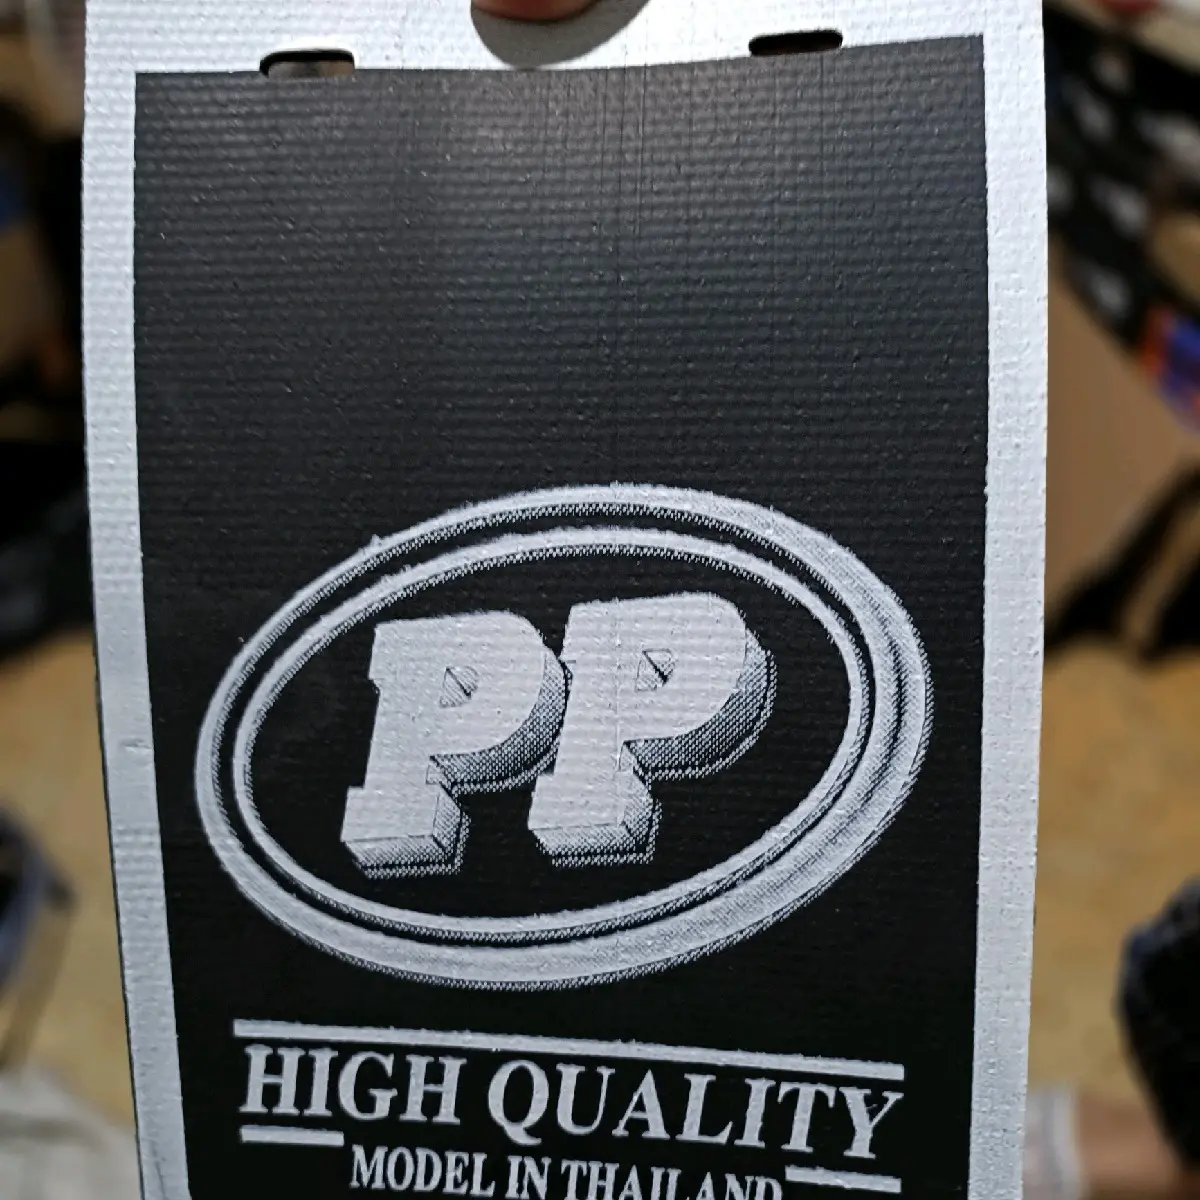 PP
HIGH QUALITY
MODEL IN THAILAND